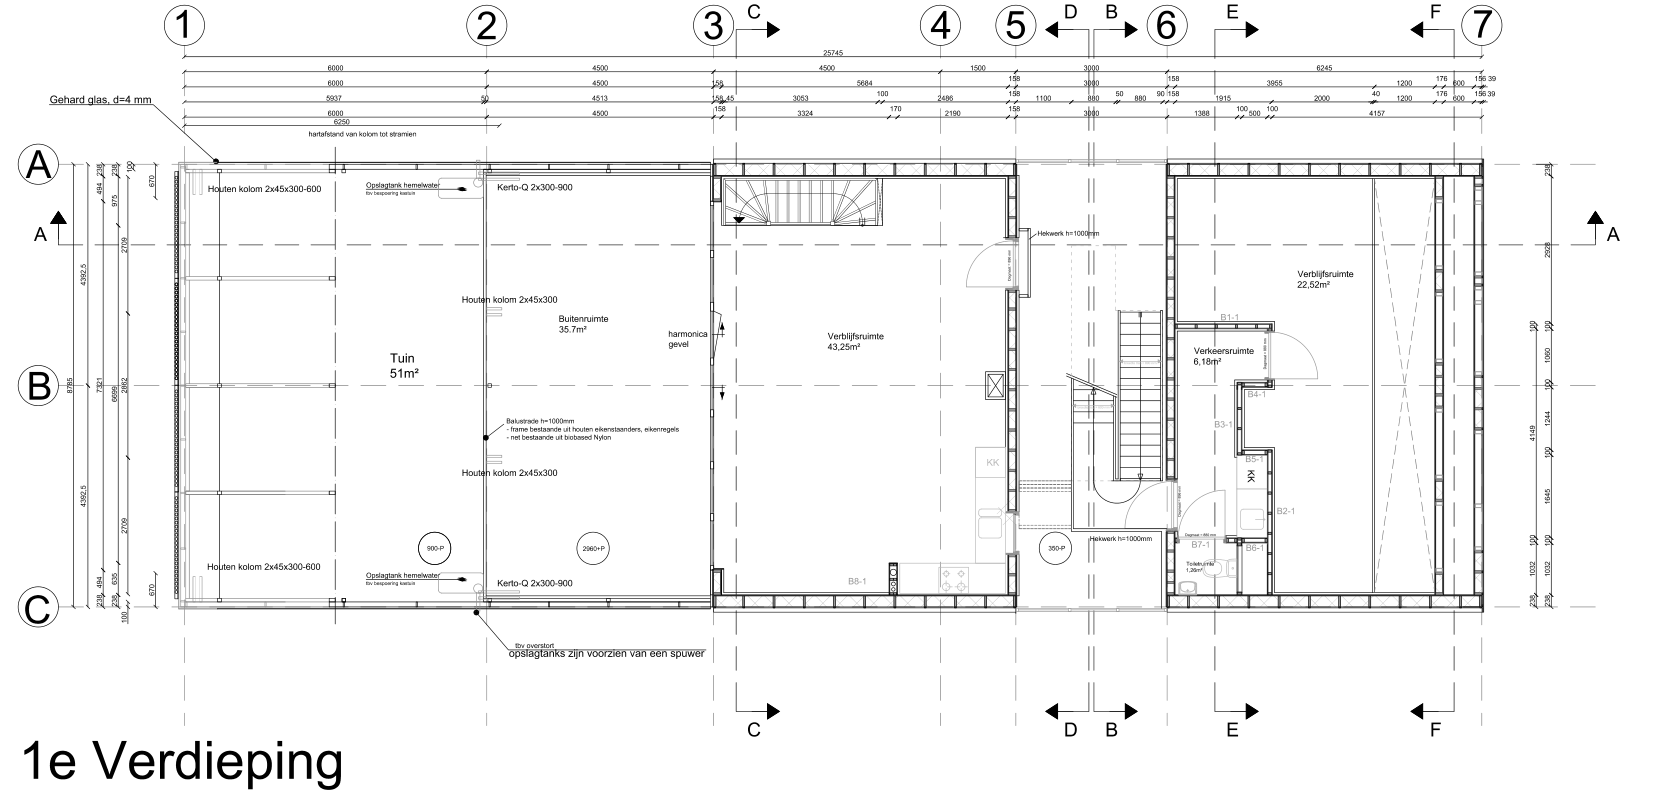 1 2 3 4 5 6 7
C D B E F
25745
6000 4500 4500 1500 3000 6245
6000 4500 158 5684 158 3000 158 3955 1200 176 600 156 39
5937 50 4513 158 45 3053 100 2486 158 1100 880 50 880 90 158 1915 2000 40 1200 176 600 156 39
6000 4500 158 3324 170 2190 158 3000 1388 100 500 100 4157
6250
hartafstand van kolom tot stramien
Gehard glas, d=4 mm
A
B
C
A
A
8785
4392,5
4392,5
238
494
7321
494
238
238
975
6699
635
238
100
2709
2862
2709
100
670
670
Houten kolom 2x45x300-600
Opslagtank hemelwater
tbv besproeiing kastuin
Kerto-Q 2x300-900
Houten kolom 2x45x300
Buitenruimte
35.7m²
Tuin
51m²
harmonica
gevel
Balustrade h=1000mm
- frame bestaande uit houten eikenstaanders, eikenregels
- net bestaande uit biobased Nylon
Houten kolom 2x45x300
900-P
2960+P
Houten kolom 2x45x300-600
Opslagtank hemelwater
tbv besproeiing kastuin
Kerto-Q 2x300-900
tbv overstort
opslagtanks zijn voorzien van een spuwer
Verblijfsruimte
43,25m²
KK
B8-1
Hekwerk h=1000mm
350-P
Hekwerk h=1000mm
Verblijfsruimte
22,52m²
B1-1
Verkeersruimte
6,18m²
B4-1
B3-1
B5-1
KK
B2-1
B7-1
B6-1
Toiletruimte
1,26m²
4149
1032
238
238
2928
100
1060
100
1244
100
1645
100
1032
238
C D B E F
1e Verdieping